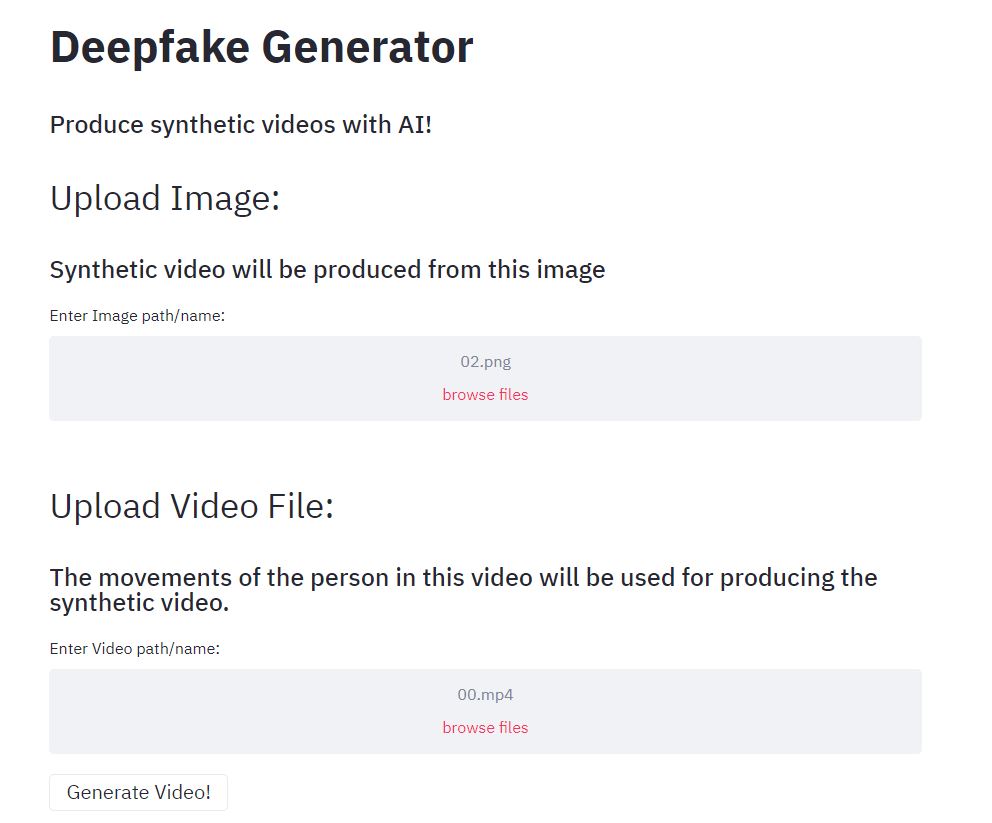 Deepfake Generator
Produce synthetic videos with AI!
Upload Image:
Synthetic video will be produced from this image
Enter Image path/name:
02.png
browse files
Upload Video File:
The movements of the person in this video will be used for producing the
synthetic video.
Enter Video path/name:
00.mp4
browse files
Generate Video!